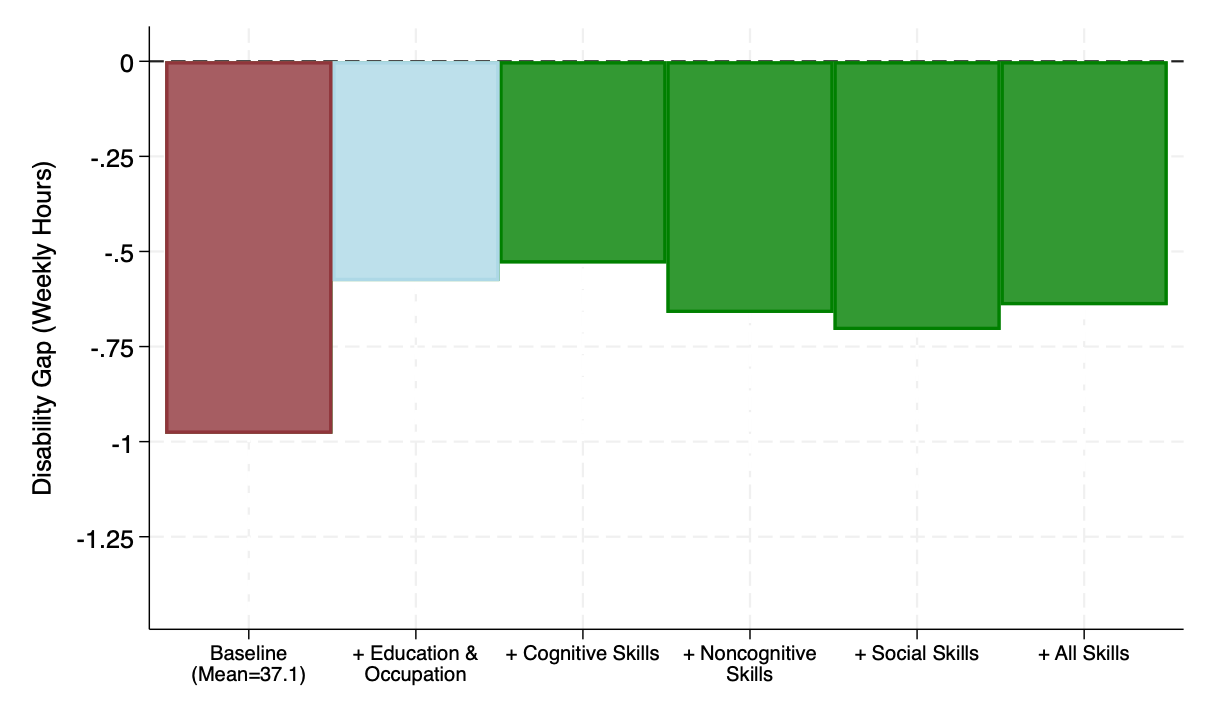 Disability Gap (Weekly Hours)
0
-.25
-.5
-.75
-1
-1.25
Baseline
(Mean=37.1)
+ Education &
Occupation
+ Cognitive Skills
+ Noncognitive
Skills
+ Social Skills
+ All Skills